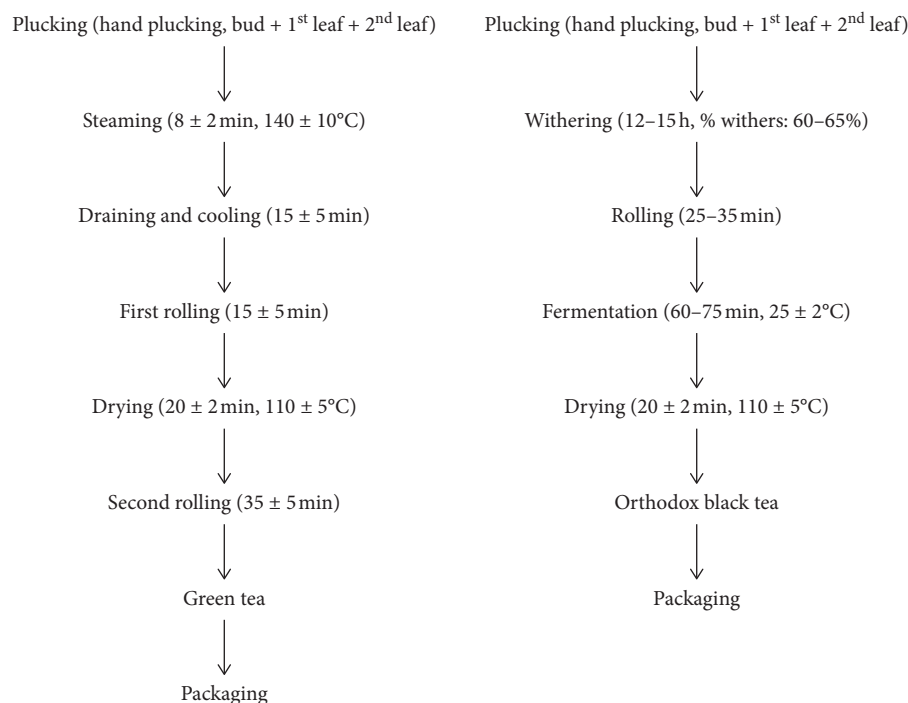 Plucking (hand plucking, bud + 1st leaf + 2nd leaf)
Steaming (8 ± 2 min, 140 ± 10°C)
Draining and cooling (15 ± 5 min)
First rolling (15 ± 5 min)
Drying (20 ± 2 min, 110 ± 5°C)
Second rolling (35 ± 5 min)
Green tea
Packaging
Plucking (hand plucking, bud + 1st leaf + 2nd leaf)
Withering (12–15 h, % withers: 60–65%)
Rolling (25–35 min)
Fermentation (60–75 min, 25 ± 2°C)
Drying (20 ± 2 min, 110 ± 5°C)
Orthodox black tea
Packaging